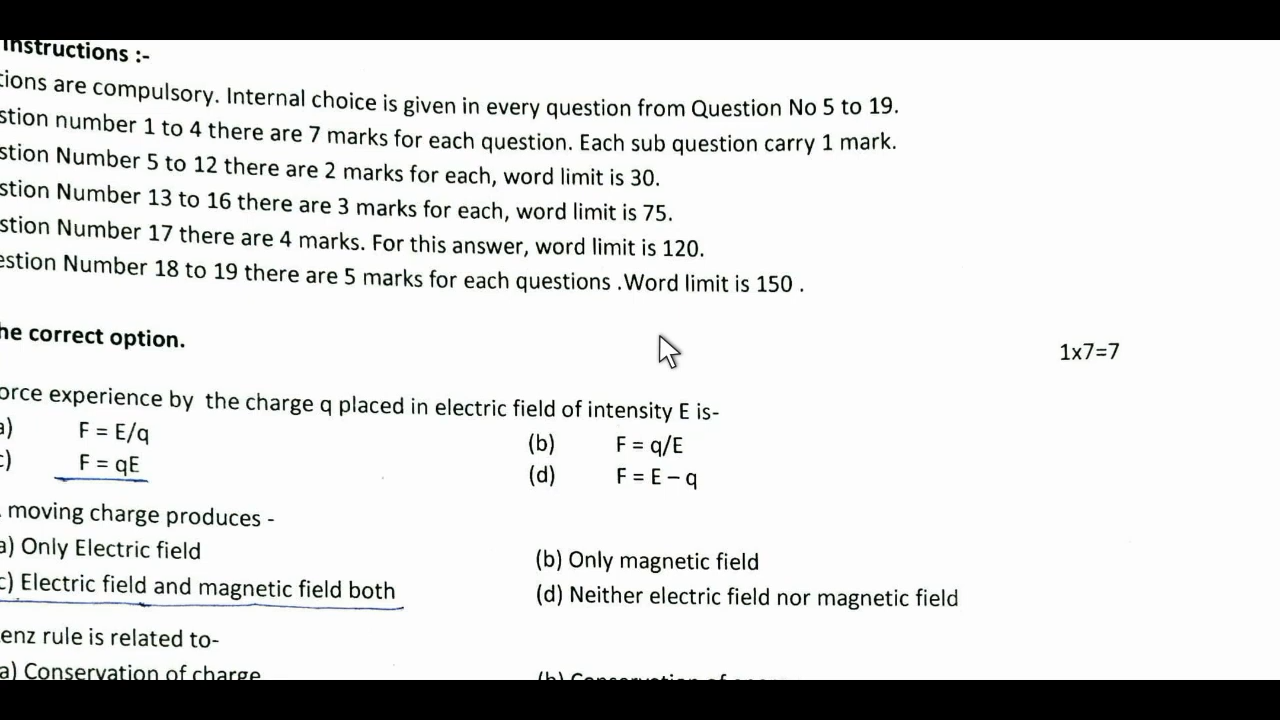 Instructions :-
tions are compulsory. Internal choice is given in every question from Question No 5 to 19.
stion number 1 to 4 there are 7 marks for each question. Each sub question carry 1 mark.
stion Number 5 to 12 there are 2 marks for each, word limit is 30.
stion Number 13 to 16 there are 3 marks for each, word limit is 75.
stion Number 17 there are 4 marks. For this answer, word limit is 120.
estion Number 18 to 19 there are 5 marks for each questions .Word limit is 150 .
he correct option. 1x7=7
orce experience by the charge q placed in electric field of intensity E is-
a) F = E/q (b) F = q/E
c) F = qE (d) F = E – q
moving charge produces -
a) Only Electric field (b) Only magnetic field
c) Electric field and magnetic field both (d) Neither electric field nor magnetic field
enz rule is related to-
a) Conservation of charge (b) Conservation of